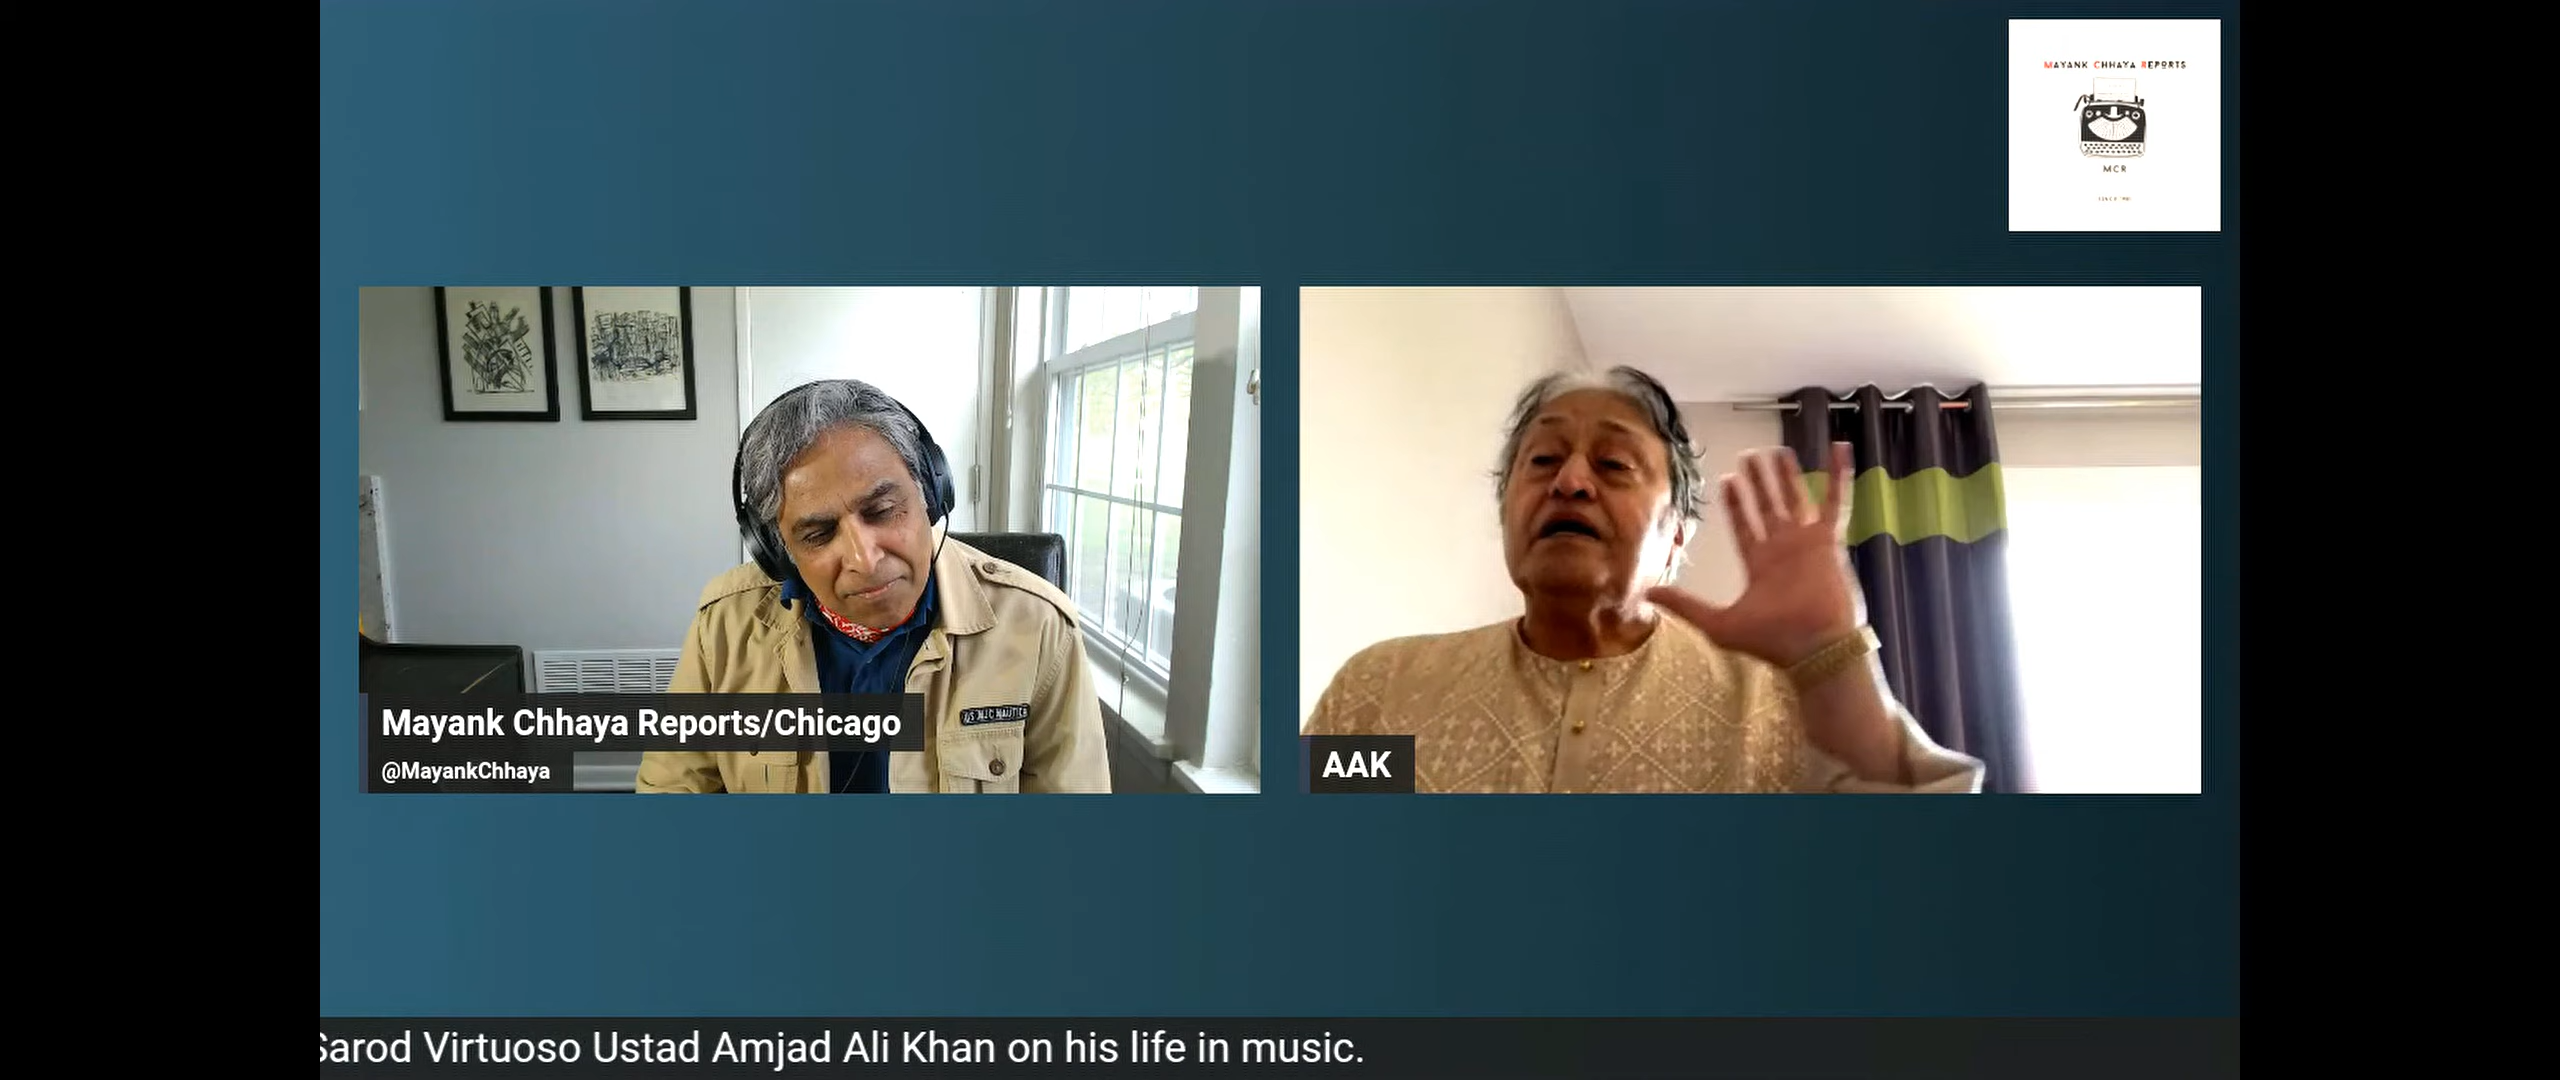 MAYANK CHHAYA REPORTS
MCR
Mayank Chhaya Reports/Chicago
@MayankChhaya
AAK
Sarod Virtuoso Ustad Amjad Ali Khan on his life in music.